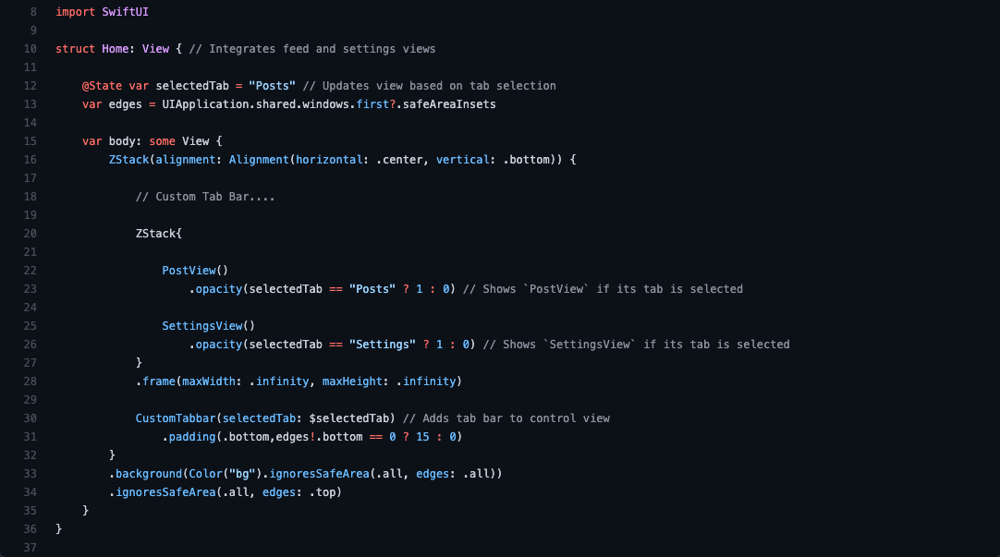 8 import SwiftUI
9
10 struct Home: View { // Integrates feed and settings views
11
12     @State var selectedTab = "Posts" // Updates view based on tab selection
13     var edges = UIApplication.shared.windows.first?.safeAreaInsets
14
15     var body: some View {
16         ZStack(alignment: Alignment(horizontal: .center, vertical: .bottom)) {
17
18             // Custom Tab Bar....
19
20             ZStack{
21
22                 PostView()
23                     .opacity(selectedTab == "Posts" ? 1 : 0) // Shows `PostView` if its tab is selected
24
25                 SettingsView()
26                     .opacity(selectedTab == "Settings" ? 1 : 0) // Shows `SettingsView` if its tab is selected
27             }
28             .frame(maxWidth: .infinity, maxHeight: .infinity)
29
30             CustomTabbar(selectedTab: $selectedTab) // Adds tab bar to control view
31                 .padding(.bottom,edges!.bottom == 0 ? 15 : 0)
32         }
33         .background(Color("bg").ignoresSafeArea(.all, edges: .all))
34         .ignoresSafeArea(.all, edges: .top)
35     }
36 }
37